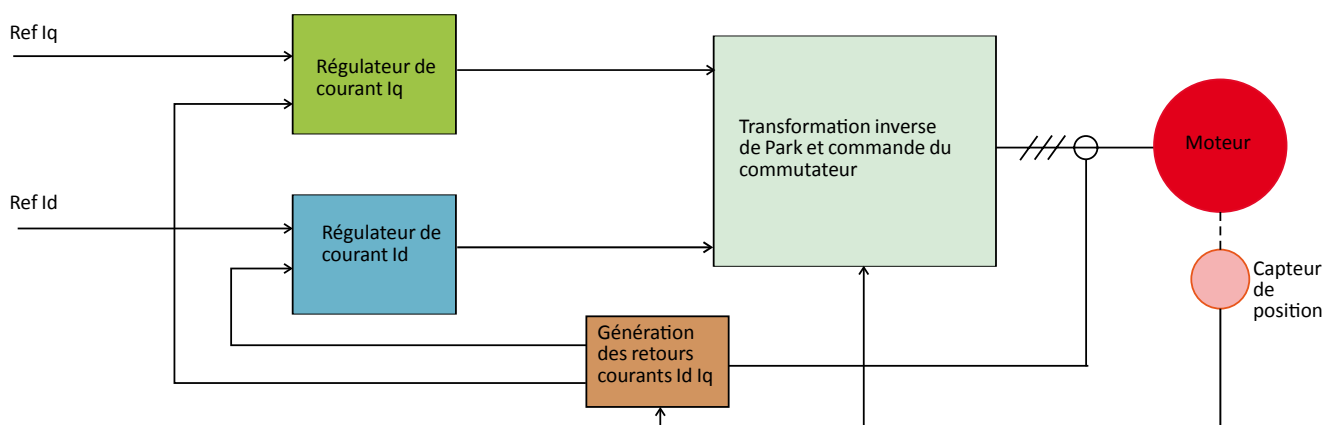 Ref Iq
Régulateur de
courant Iq
Transformation inverse
de Park et commande du
commutateur
Moteur
Ref Id
Régulateur de
courant Id
Capteur
de
position
Génération
des retours
courants Id Iq